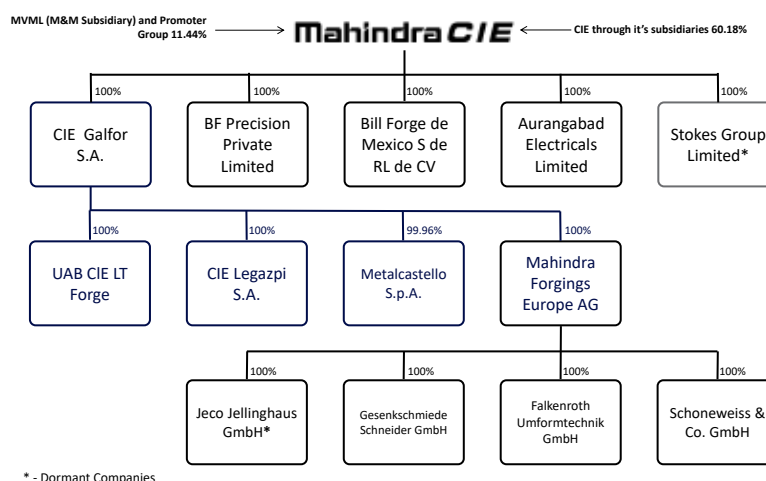 MVML (M&M Subsidiary) and Promoter
Group 11.44%
Mahindra CIE
CIE through it's subsidiaries 60.18%
100%
100%
100%
100%
100%
CIE Galfor
S.A.
BF Precision
Private
Limited
Bill Forge de
Mexico S de
RL de CV
Aurangabad
Electricals
Limited
Stokes Group
Limited*
100%
100%
99.96%
100%
UAB CIE LT
Forge
CIE Legazpi
S.A.
Metalcastello
S.p.A.
Mahindra
Forgings
Europe AG
100%
100%
100%
100%
Jeco Jellinghaus
GmbH*
Gesenkschmiede
Schneider GmbH
Falkenroth
Umformtechnik
GmbH
Schoneweiss &
Co. GmbH
* - Dormant Companies